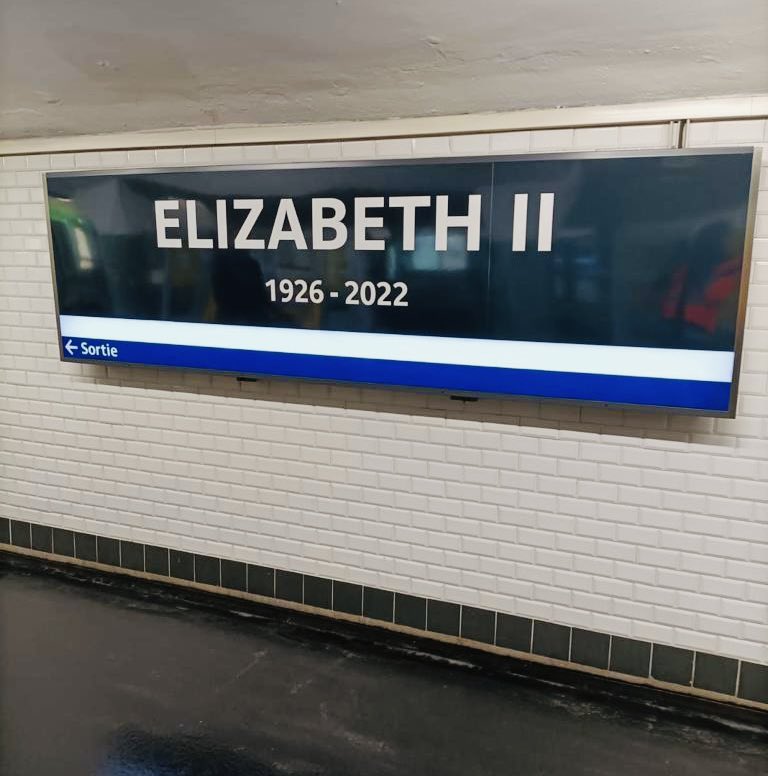 ELIZABETH II
1926 - 2022
← Sortie